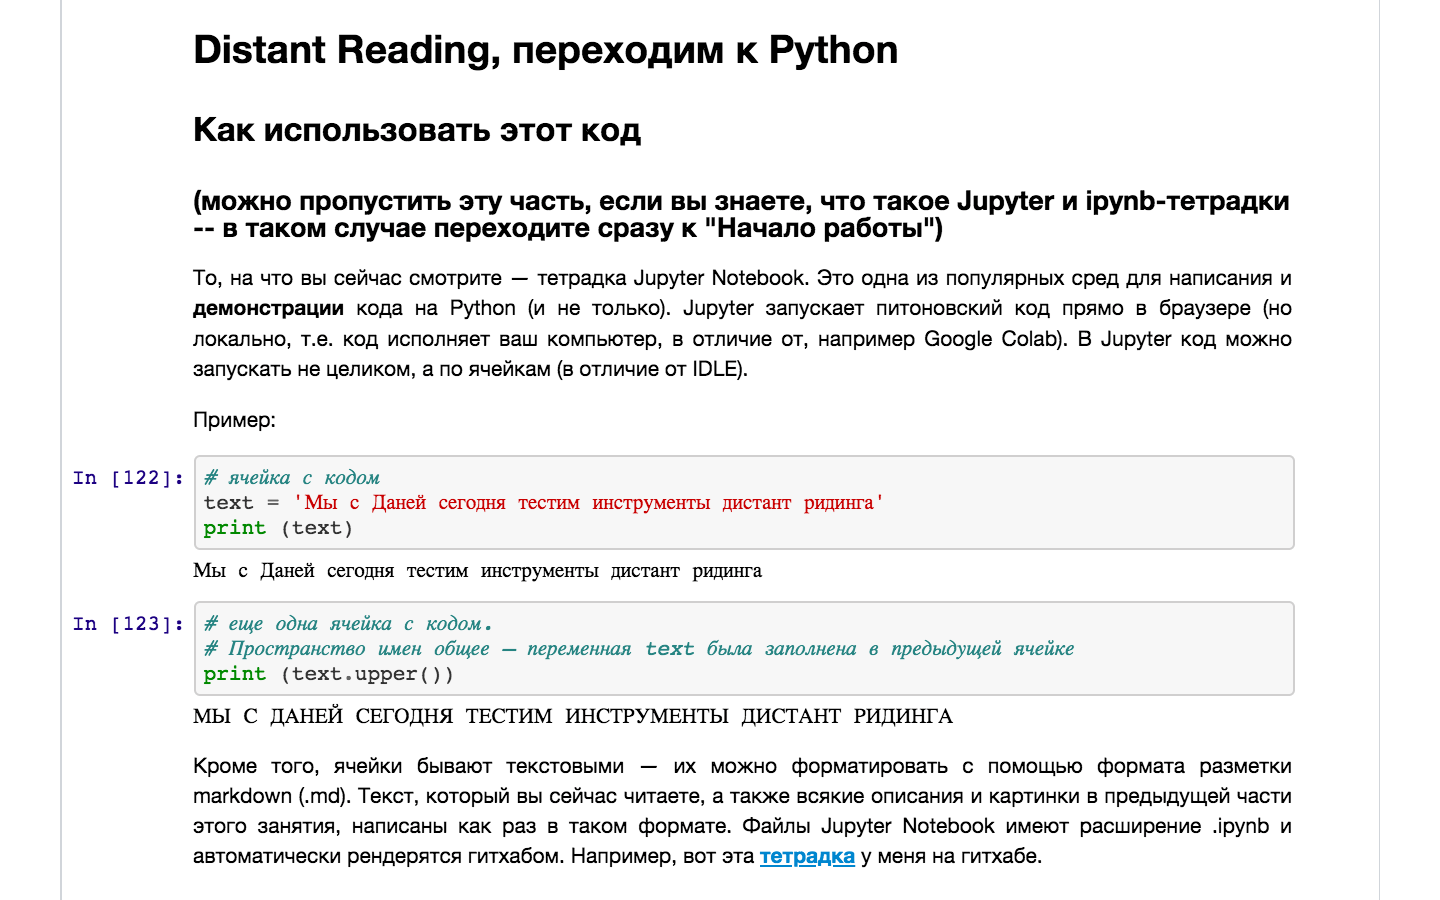 Distant Reading, переходим к Python
Как использовать этот код
(можно пропустить эту часть, если вы знаете, что такое Jupyter и ipynb-тетрадки
-- в таком случае переходите сразу к "Начало работы")
То, на что вы сейчас смотрите — тетрадка Jupyter Notebook. Это одна из популярных сред для написания и
демонстрации кода на Python (и не только). Jupyter запускает питоновский код прямо в браузере (но
локально, т.е. код исполняет ваш компьютер, в отличие от, например Google Colab). В Jupyter код можно
запускать не целиком, а по ячейкам (в отличие от IDLE).
Пример:
In [122]: # ячейка с кодом
text = 'Мы с Даней сегодня тестим инструменты дистант ридинга'
print (text)
Мы с Даней сегодня тестим инструменты дистант ридинга
In [123]: # еще одна ячейка с кодом.
# Пространство имен общее — переменная text была заполнена в предыдущей ячейке
print (text.upper())
МЫ С ДАНЕЙ СЕГОДНЯ ТЕСТИМ ИНСТРУМЕНТЫ ДИСТАНТ РИДИНГА
Кроме того, ячейки бывают текстовыми — их можно форматировать с помощью формата разметки
markdown (.md). Текст, который вы сейчас читаете, а также всякие описания и картинки в предыдущей части
этого занятия, написаны как раз в таком формате. Файлы Jupyter Notebook имеют расширение .ipynb и
автоматически рендерятся гитхабом. Например, вот эта тетрадка у меня на гитхабе.